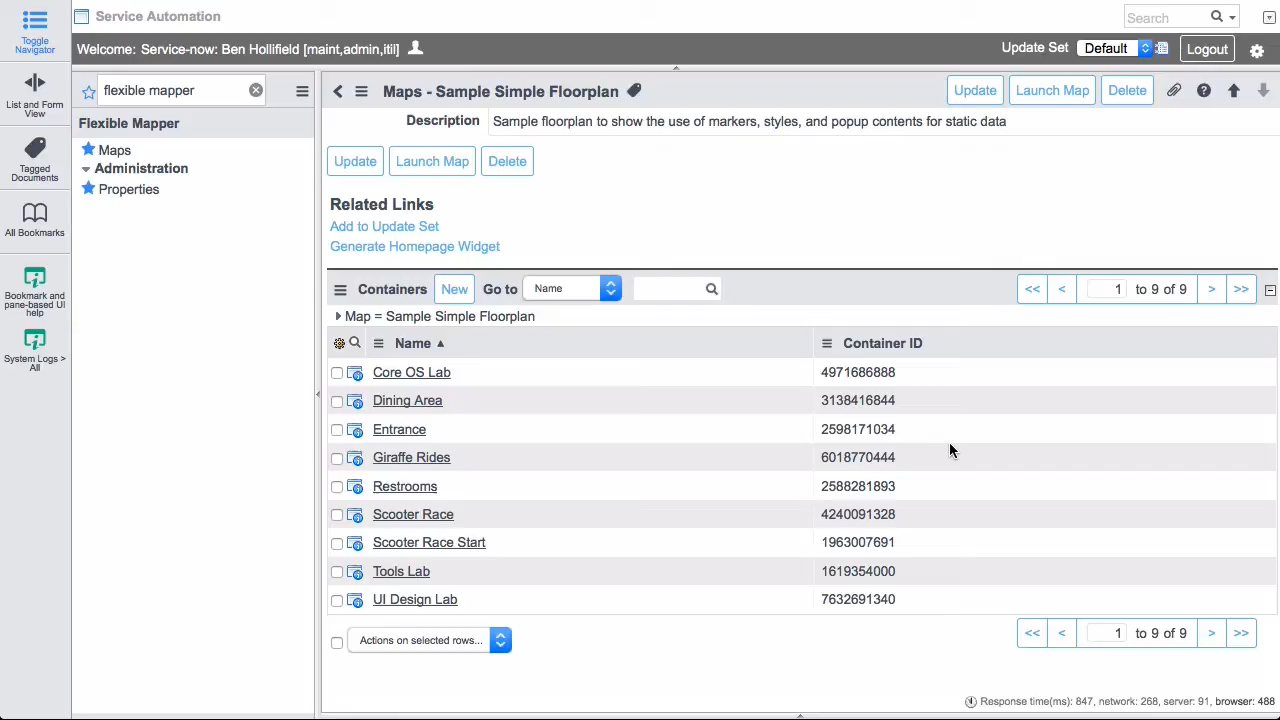 Toggle Navigator
List and Form View
Tagged Documents
All Bookmarks
Bookmark and pane-based UI help
System Logs > All
Service Automation
Search
Welcome: Service-now: Ben Hollifield [maint,admin,itil]
Update Set Default Logout
flexible mapper
Flexible Mapper
Maps
Administration
Properties
Maps - Sample Simple Floorplan
Update Launch Map Delete
Description Sample floorplan to show the use of markers, styles, and popup contents for static data
Update Launch Map Delete
Related Links
Add to Update Set
Generate Homepage Widget
Containers New Go to Name << < 1 to 9 of 9 > >>
Map = Sample Simple Floorplan
Name Container ID
Core OS Lab 4971686888
Dining Area 3138416844
Entrance 2598171034
Giraffe Rides 6018770444
Restrooms 2588281893
Scooter Race 4240091328
Scooter Race Start 1963007691
Tools Lab 1619354000
UI Design Lab 7632691340
Actions on selected rows... << < 1 to 9 of 9 > >>
Response time(ms): 847, network: 268, server: 91, browser: 488